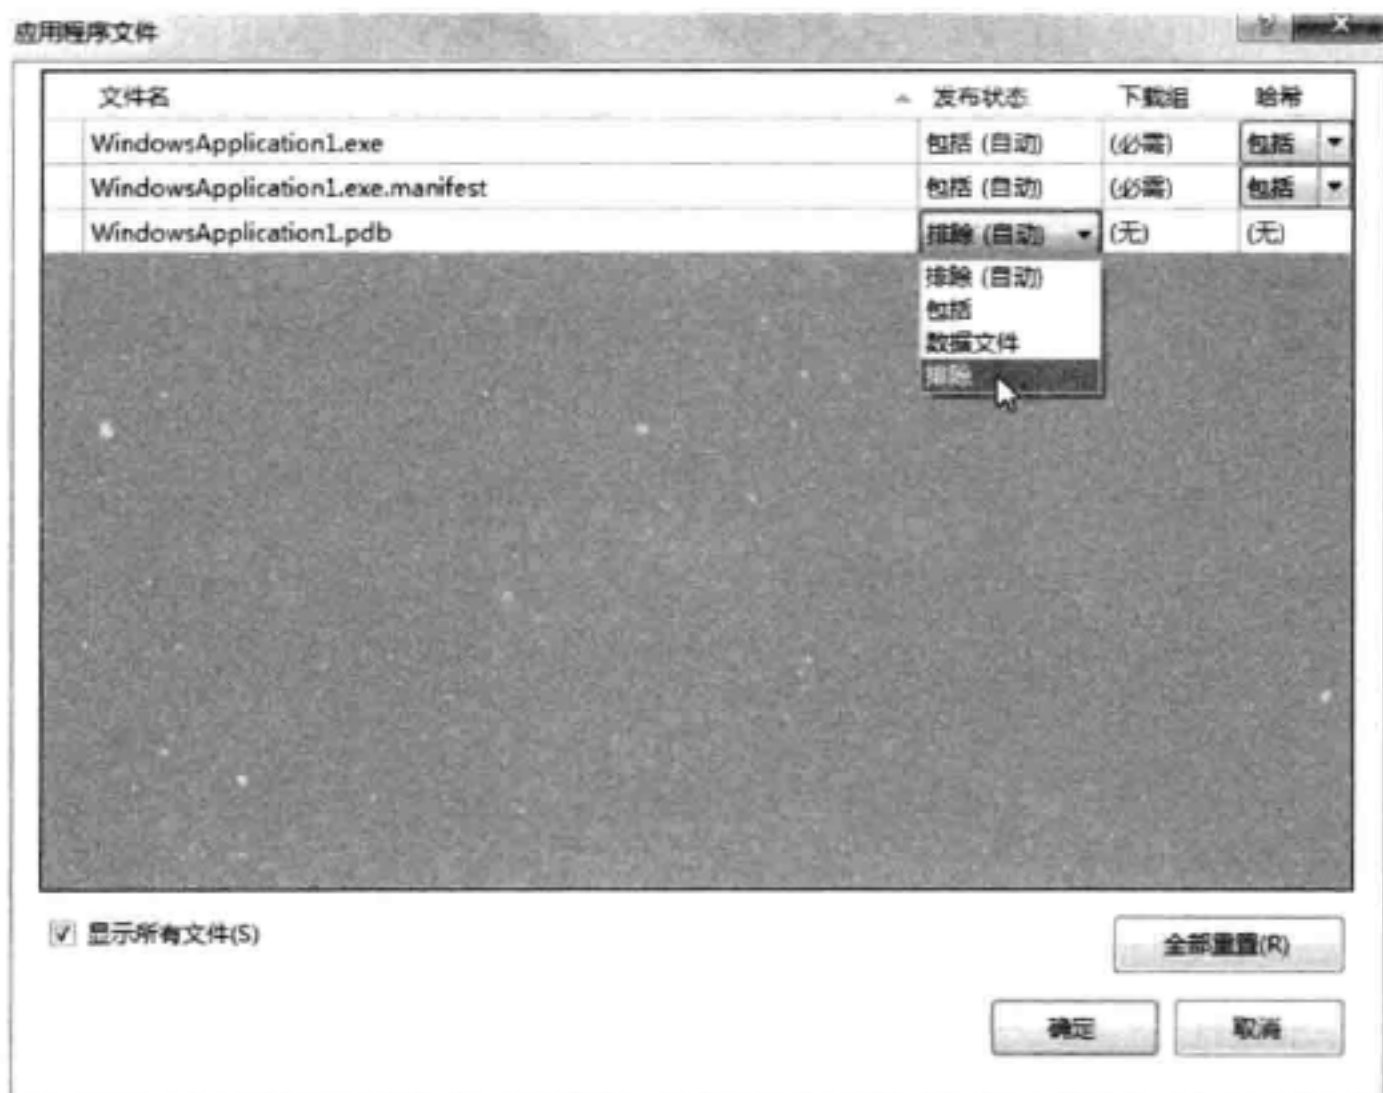 应用程序文件
文件名 发布状态 下载组 哈希
WindowsApplication1.exe 包括 (自动) (必需) 包括
WindowsApplication1.exe.manifest 包括 (自动) (必需) 包括
WindowsApplication1.pdb 排除 (自动) (无) (无)
排除 (自动)
包括
数据文件
排除
显示所有文件(S)
全部重置(R)
确定 取消